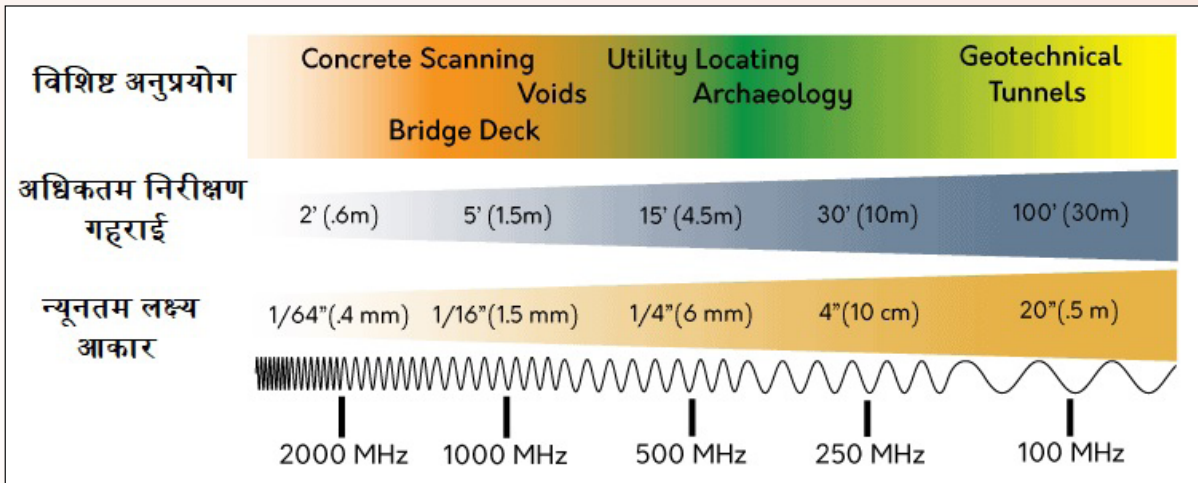 विशिष्ट अनुप्रयोग
Concrete Scanning
Voids
Bridge Deck
Utility Locating
Archaeology
Geotechnical
Tunnels
अधिकतम निरीक्षण
गहराई
2’ (.6m) 5’ (1.5m) 15’ (4.5m) 30’ (10m) 100’ (30m)
न्यूनतम लक्ष्य
आकार
1/64”(.4 mm) 1/16”(1.5 mm) 1/4”(6 mm) 4”(10 cm) 20”(.5 m)
2000 MHz 1000 MHz 500 MHz 250 MHz 100 MHz